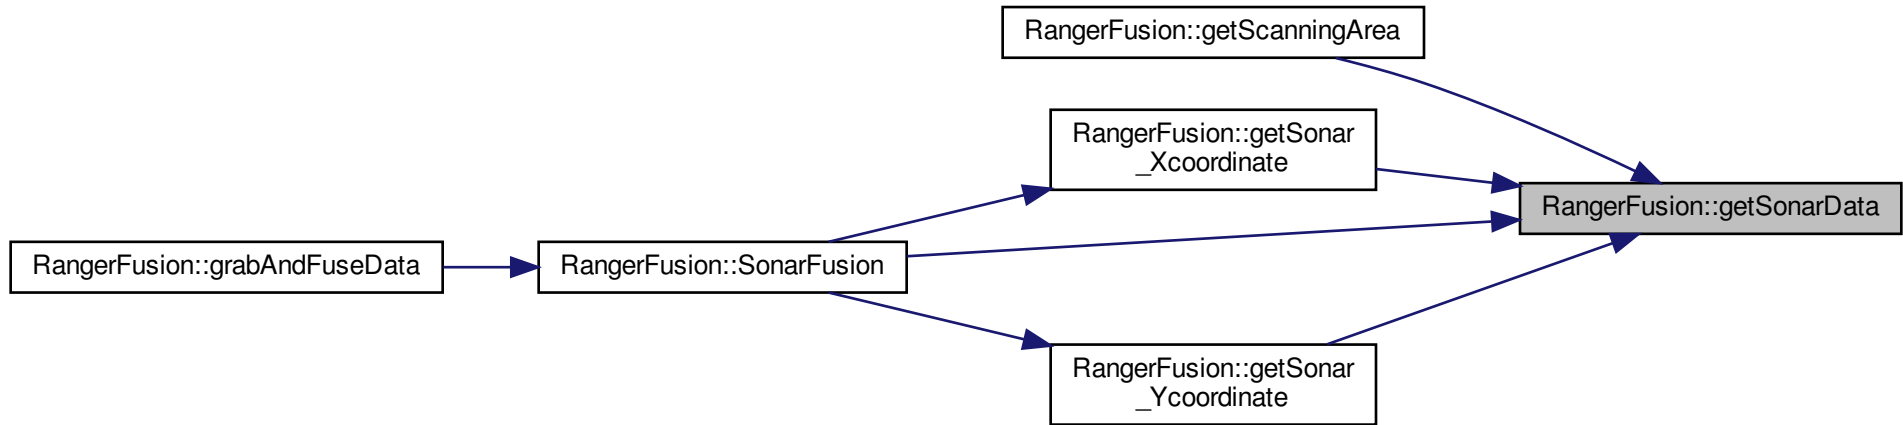 RangerFusion::getScanningArea
RangerFusion::getSonar
_Xcoordinate
RangerFusion::getSonarData
RangerFusion::grabAndFuseData
RangerFusion::SonarFusion
RangerFusion::getSonar
_Ycoordinate